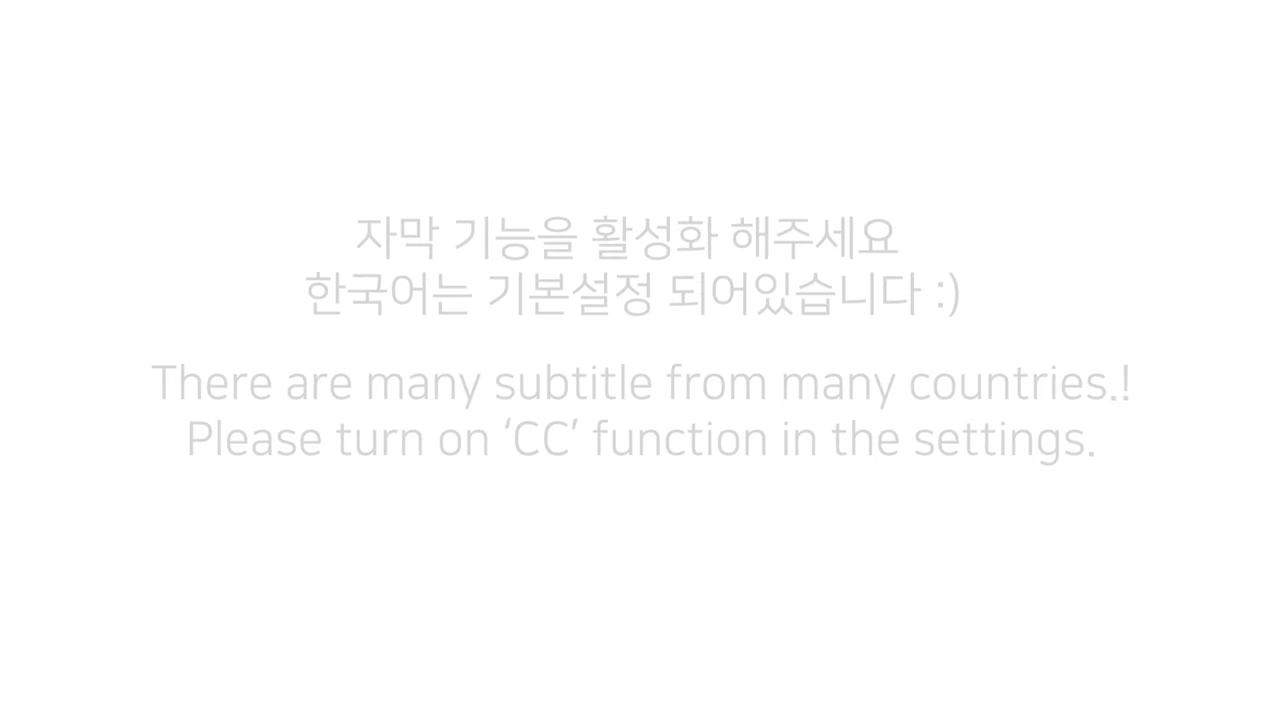 자막 기능을 활성화 해주세요
한국어는 기본설정 되어있습니다 :)
There are many subtitle from many countries.!
Please turn on ‘CC’ function in the settings.